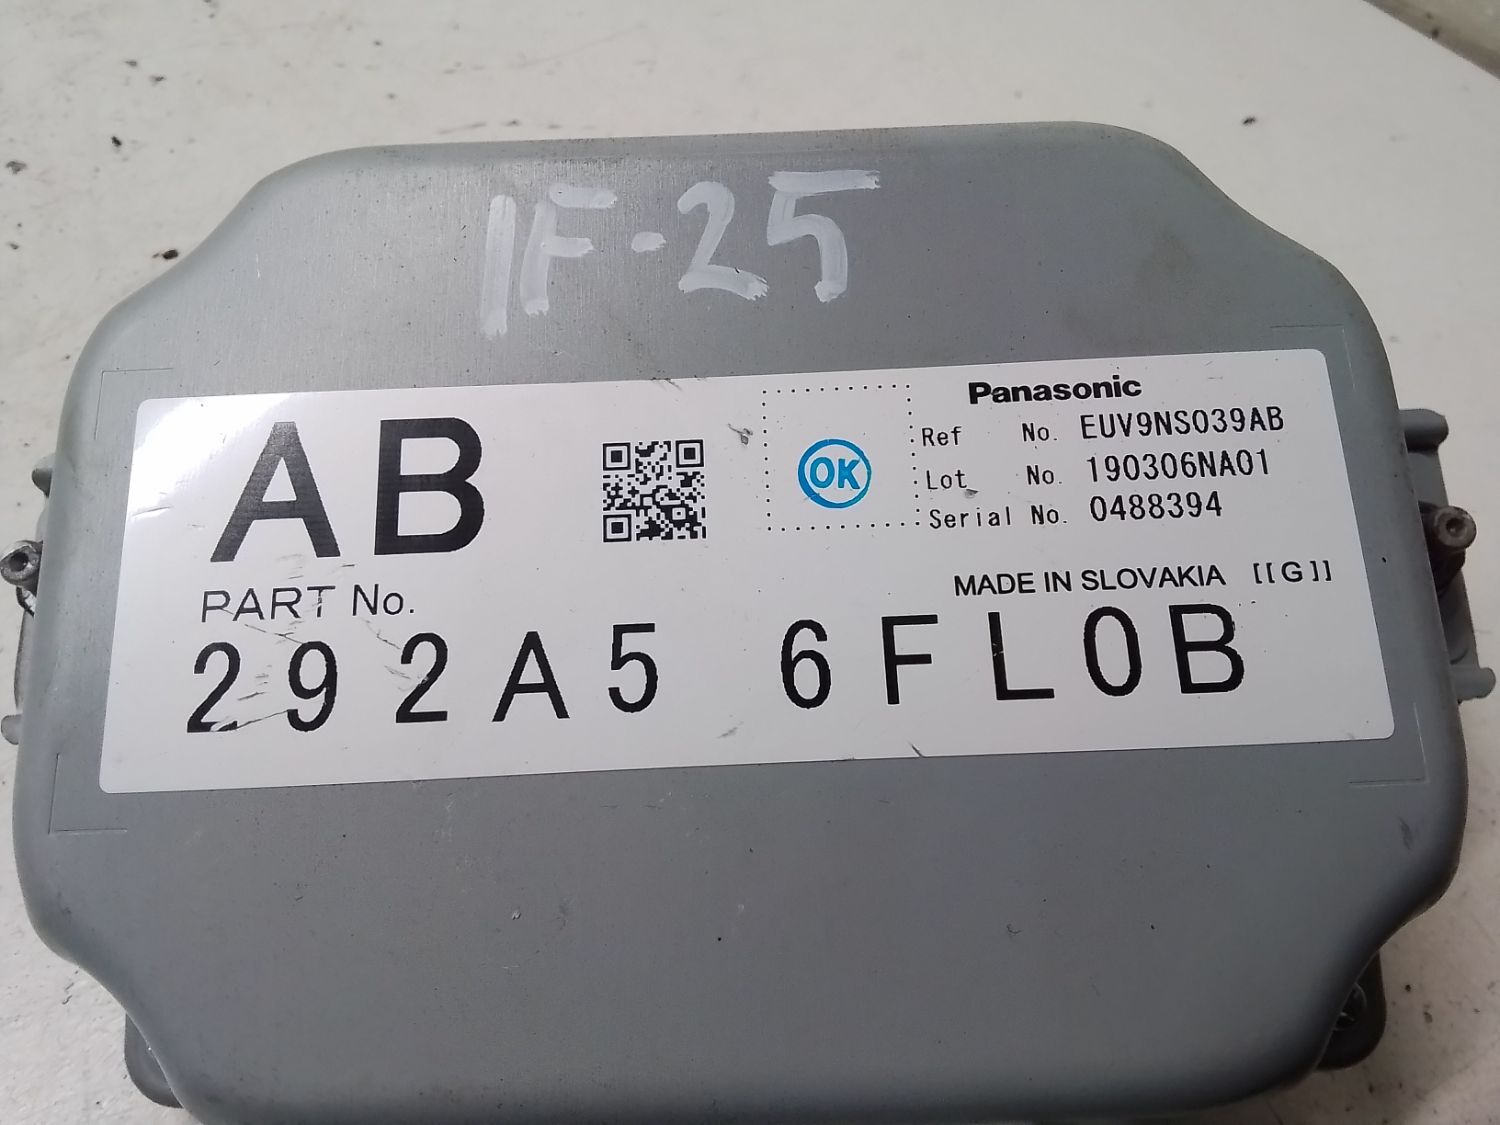 1F-25
AB
OK
Panasonic
Ref No. EUV9NS039AB
Lot No. 190306NA01
Serial No. 0488394
MADE IN SLOVAKIA [[G]]
PART No.
292A5 6FL0B